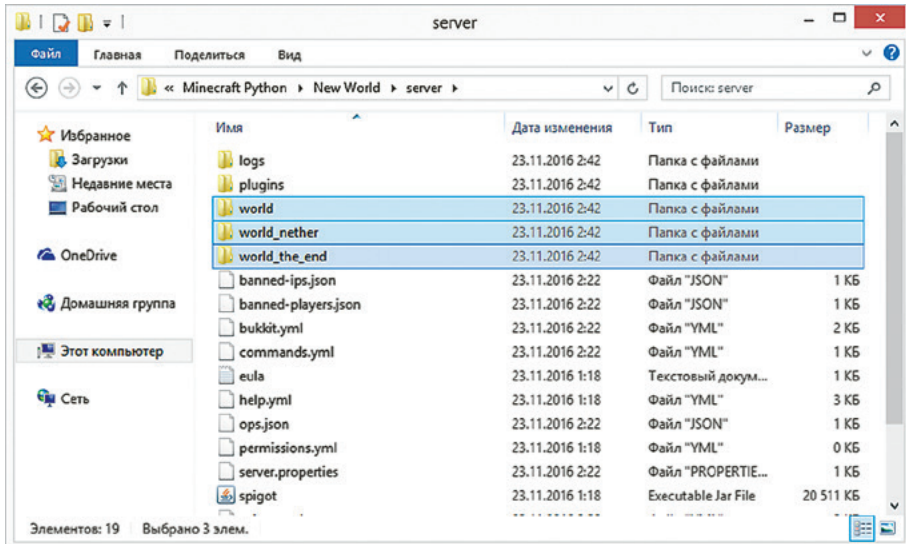 server
Файл Главная Поделиться Вид
« Minecraft Python New World server Поиск: server
Имя Дата изменения Тип Размер
Избранное
Загрузки
Недавние места
Рабочий стол
OneDrive
Домашняя группа
Этот компьютер
Сеть
logs 23.11.2016 2:42 Папка с файлами
plugins 23.11.2016 2:42 Папка с файлами
world 23.11.2016 2:42 Папка с файлами
world_nether 23.11.2016 2:42 Папка с файлами
world_the_end 23.11.2016 2:42 Папка с файлами
banned-ips.json 23.11.2016 2:22 Файл "JSON" 1 КБ
banned-players.json 23.11.2016 2:22 Файл "JSON" 1 КБ
bukkit.yml 23.11.2016 2:22 Файл "YML" 2 КБ
commands.yml 23.11.2016 2:22 Файл "YML" 1 КБ
eula 23.11.2016 1:18 Текстовый докум... 1 КБ
help.yml 23.11.2016 1:18 Файл "YML" 3 КБ
ops.json 23.11.2016 2:22 Файл "JSON" 1 КБ
permissions.yml 23.11.2016 1:18 Файл "YML" 0 КБ
server.properties 23.11.2016 2:22 Файл "PROPERTIE... 1 КБ
spigot 23.11.2016 1:18 Executable Jar File 20 511 КБ
Элементов: 19 Выбрано 3 элем.